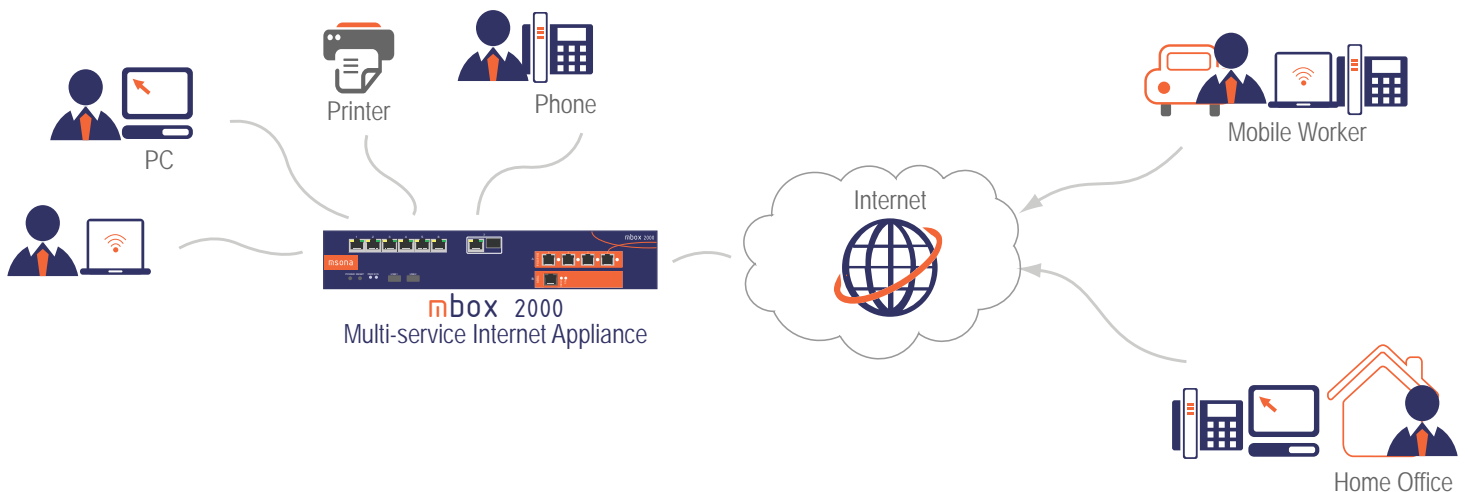 Printer
Phone
PC
Mobile Worker
Internet
mbox 2000
msona
mbox 2000
Multi-service Internet Appliance
Home Office